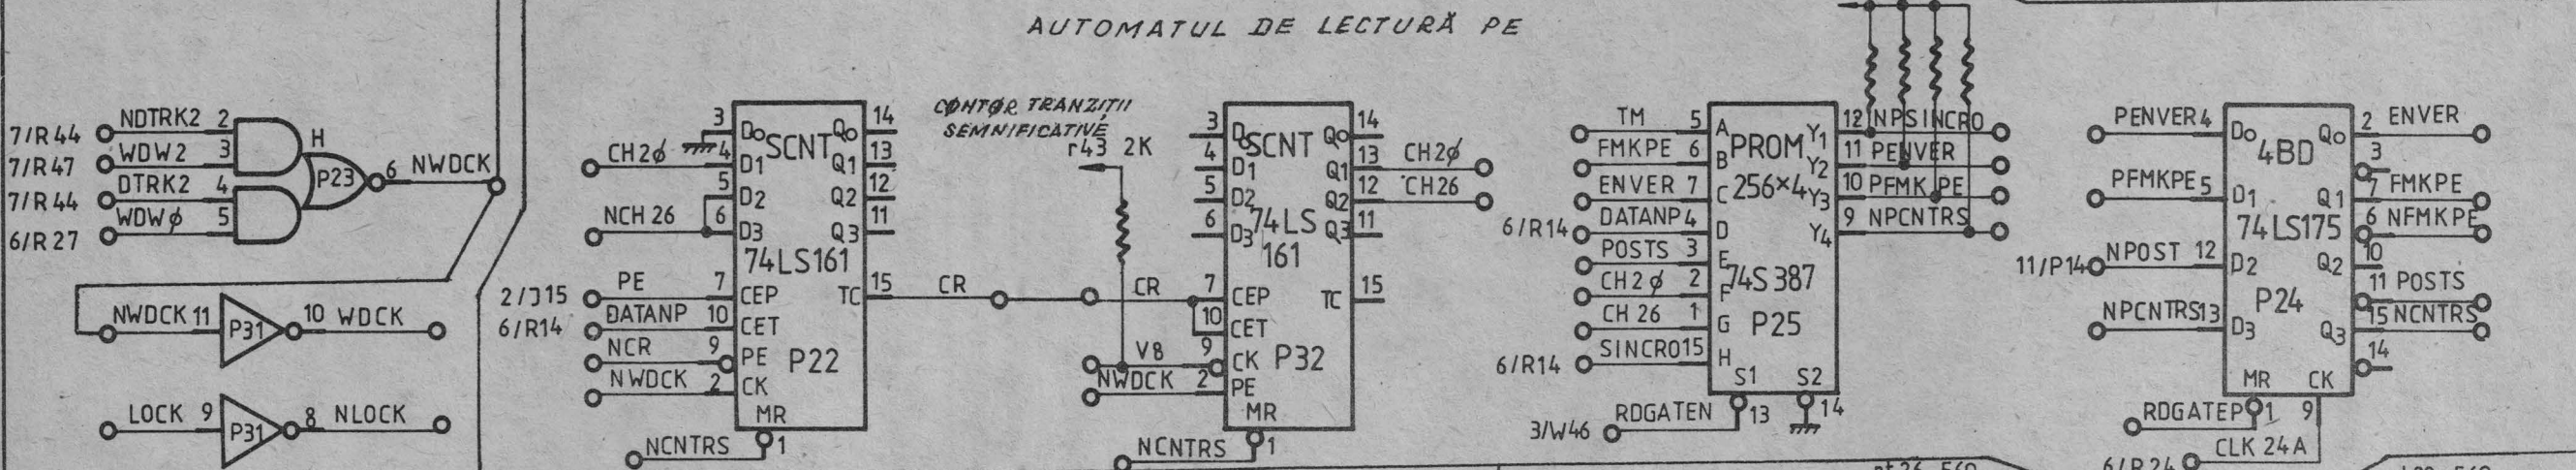 AUTOMATUL DE LECTURĂ PE
7/R44 NDTRK2 2
7/R47 WDW2 3
7/R44 DTRK2 4
6/R27 WDWØ 5
H
P23
6 NWDCK
NWDCK 11 P31 10 WDCK
LOCK 9 P31 8 NLOCK
3 D0 SCNT Q0 14
CH2Ø 4 D1 Q1 13
5 D2 Q2 12
NCH 26 6 D3 Q3 11
74LS161
2/J15 PE 7 CEP TC 15 CR
6/R14 DATANP 10 CET
NCR 9 PE P22
NWDCK 2 CK
MR
NCNTRS 1
CØNTØR TRANZIȚII
SEMNIFICATIVE
r43 2K
3 D0 SCNT Q0 14
4 D1 Q1 13 CH2Ø
5 D2 Q2 12 CH26
6 D3 74LS Q3 11
161
CR 7 CEP TC 15
10 CET
V8 9 CK P32
NWDCK 2 PE
MR
NCNTRS 1
TM 5 A PROM Y1 12 NPSINCRO
FMKPE 6 B Y2 11 PENVER
ENVER 7 C 256×4 Y3 10 PFMKPE
6/R14 DATANP 4 D Y4 9 NPCNTRS
POSTS 3 E
CH2Ø 2 F 74S387
CH 26 1 G P25
6/R14 SINCRO 15 H
S1 S2
3/W46 RDGATEN 13 14
PENVER 4 D0 4BD Q0 2 ENVER
3
PFMKPE 5 D1 Q1 7 FMKPE
74LS175 6 NFMKPE
11/P14 NPOST 12 D2 Q2 10
P24 11 POSTS
NPCNTRS 13 D3 Q3 15 NCNTRS
14
MR CK
RDGATEP 1 9
6/R24 CLK 24A